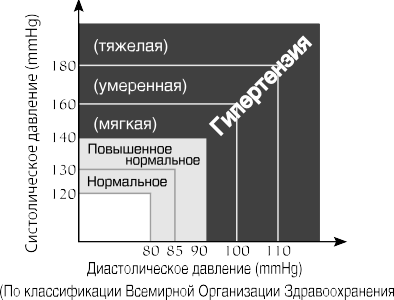 Систолическое давление (mmHg)
(тяжелая)
180
(умеренная)
160
(мягкая)
140
Гипертензия
Повышенное
нормальное
130
Нормальное
120
80 85 90 100 110
Диастолическое давление (mmHg)
(По классификации Всемирной Организации Здравоохранения